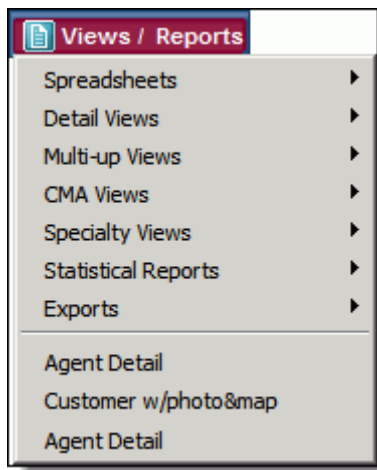 Views / Reports
Spreadsheets
Detail Views
Multi-up Views
CMA Views
Specialty Views
Statistical Reports
Exports
Agent Detail
Customer w/photo&map
Agent Detail